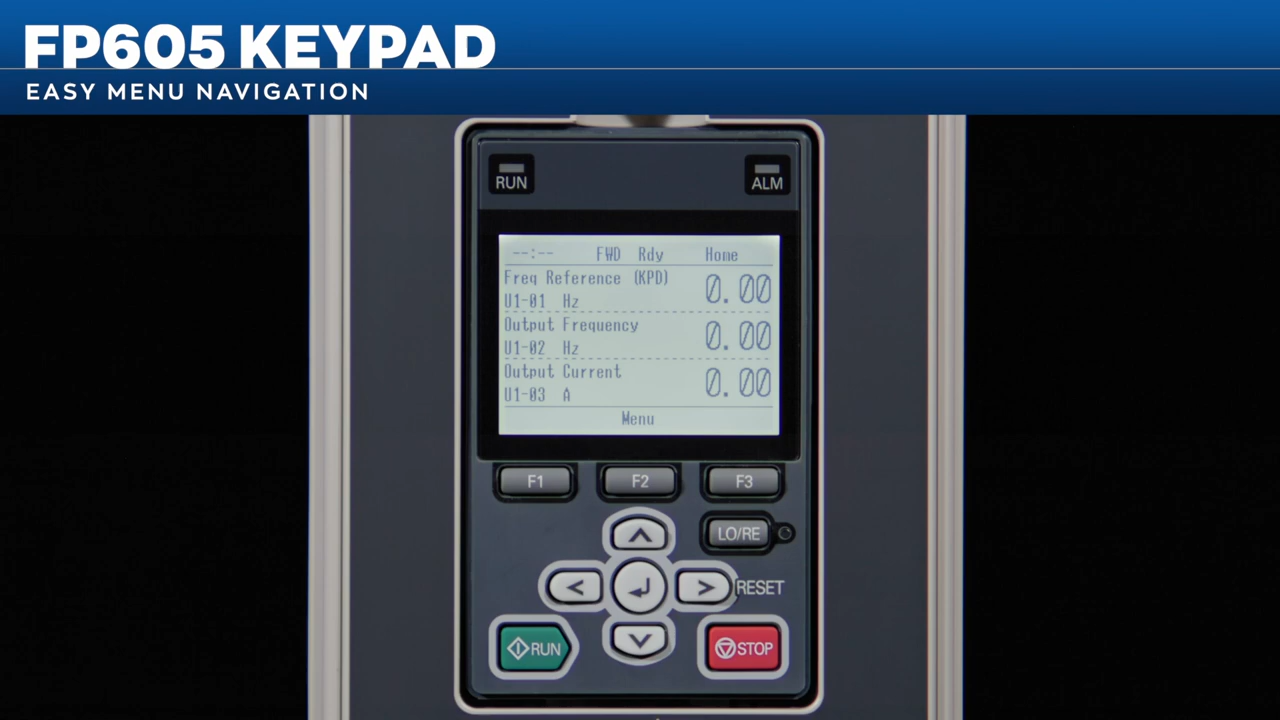 FP605 KEYPAD
EASY MENU NAVIGATION
RUN
ALM
--:-- FWD Rdy Home
Freq Reference (KPD) 0.00
U1-01 Hz
Output Frequency 0.00
U1-02 Hz
Output Current 0.00
U1-03 A
Menu
F1 F2 F3
LO/RE
RESET
RUN
STOP